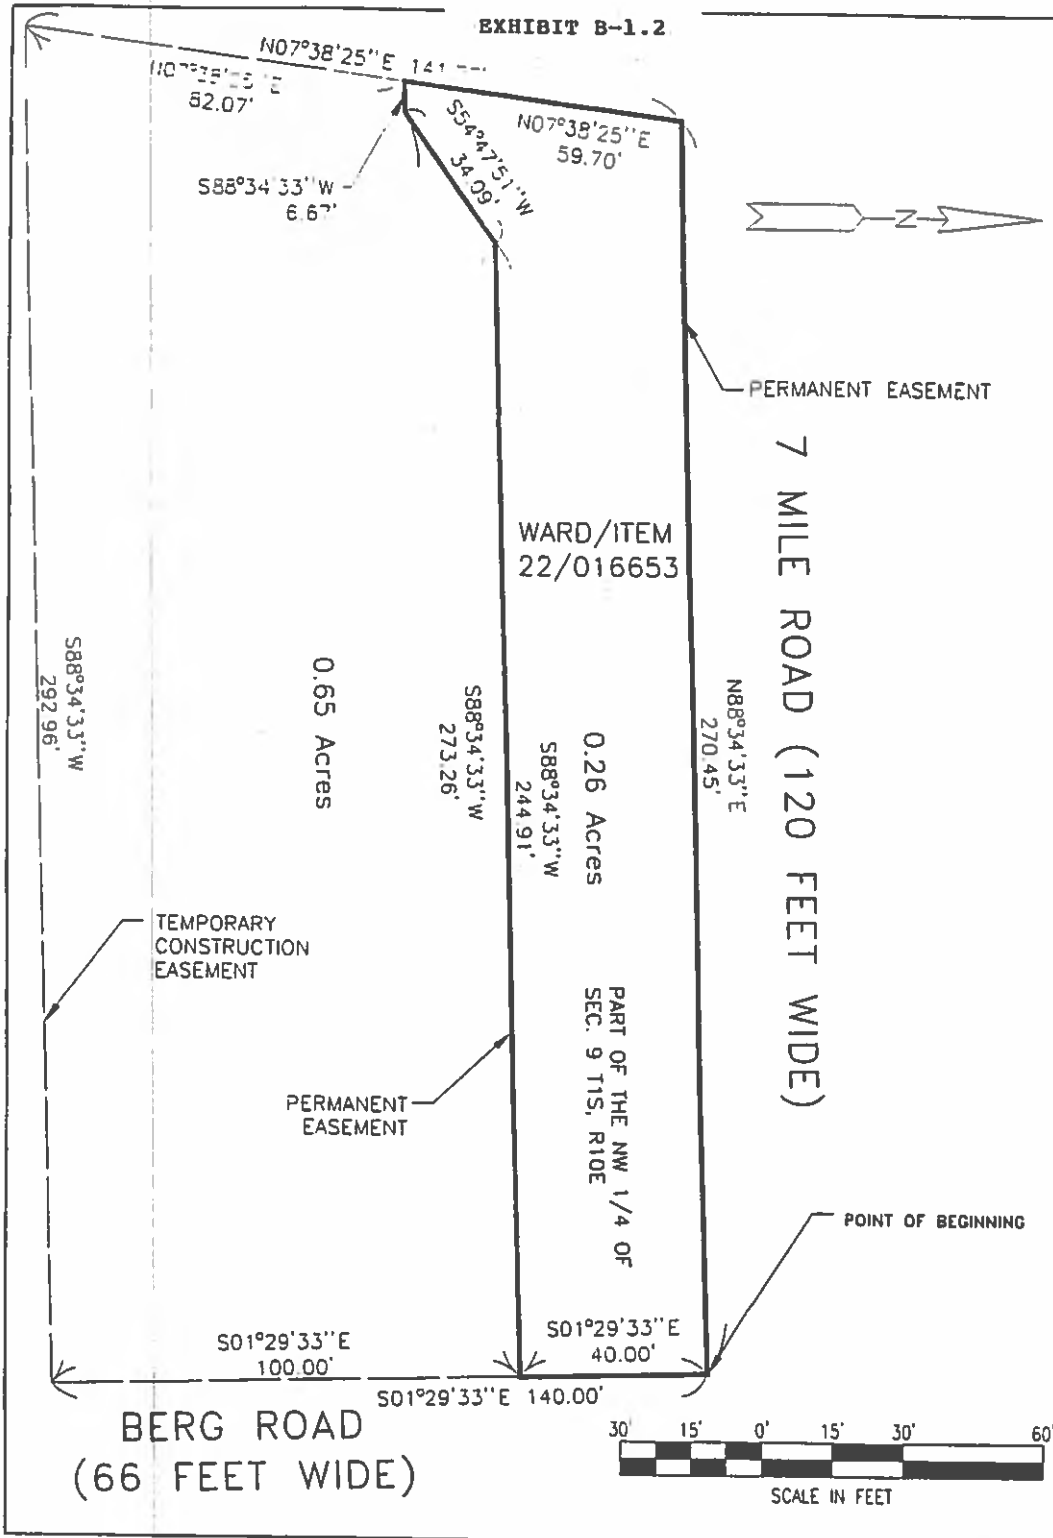 EXHIBIT B-1.2
N07°38'25"E 141
E
82.07'
N07°38'25"E
59.70'
S54°47'51"W
34.09'
S88°34'33"W
6.67'
N
PERMANENT EASEMENT
7 MILE ROAD (120 FEET WIDE)
WARD/ITEM
22/016653
S88°34'33"W
292.96'
0.65 Acres
S88°34'33"W
273.26'
S88°34'33"W
244.91'
0.26 Acres
N88°34'33"E
270.45'
TEMPORARY
CONSTRUCTION
EASEMENT
PERMANENT
EASEMENT
PART OF THE NW 1/4 OF
SEC. 9 T1S, R10E
POINT OF BEGINNING
S01°29'33"E
100.00'
S01°29'33"E
40.00'
S01°29'33"E 140.00'
BERG ROAD
(66 FEET WIDE)
30' 15' 0' 15' 30' 60'
SCALE IN FEET